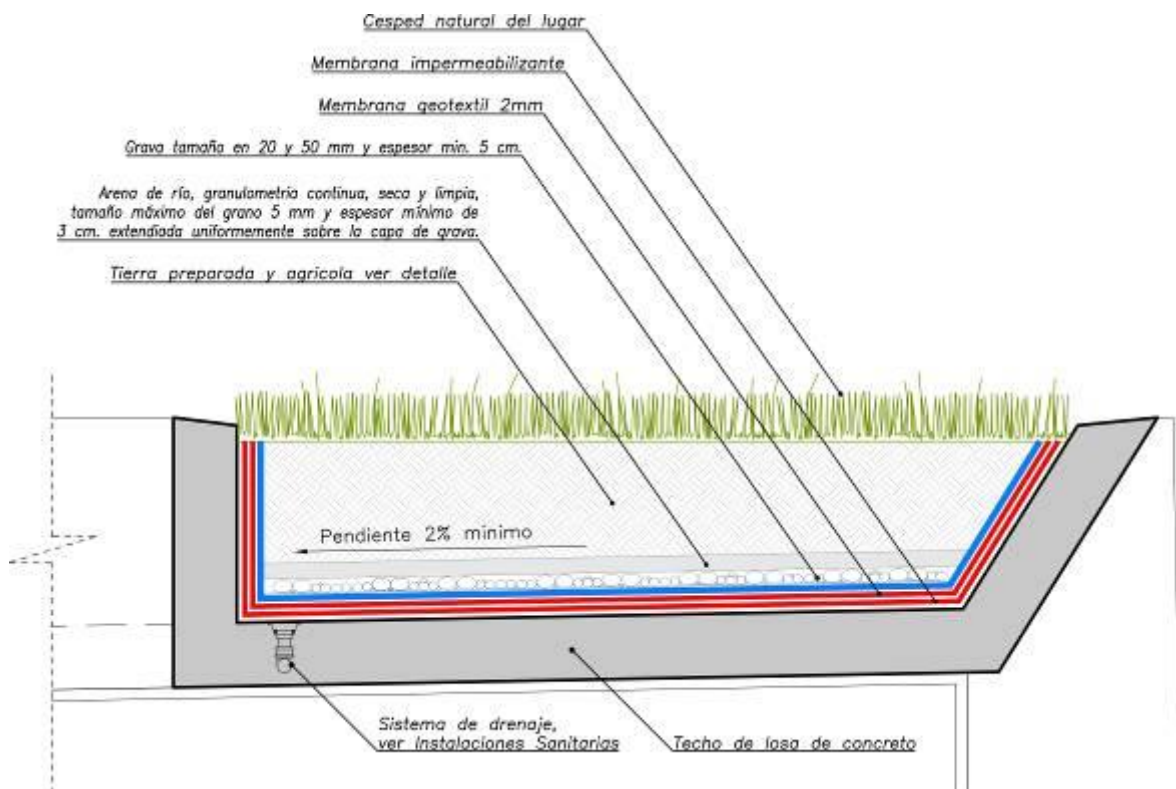 Cesped natural del lugar
Membrana impermeabilizante
Membrana geotextil 2mm
Grava tamaño en 20 y 50 mm y espesor min. 5 cm.
Arena de río, granulometria continua, seca y limpia,
tamaño máximo del grano 5 mm y espesor mínimo de
3 cm. extendiada uniformemente sobre la capa de grava.
Tierra preparada y agricola ver detalle
Pendiente 2% minimo
Sistema de drenaje,
ver Instalaciones Sanitarias
Techo de losa de concreto